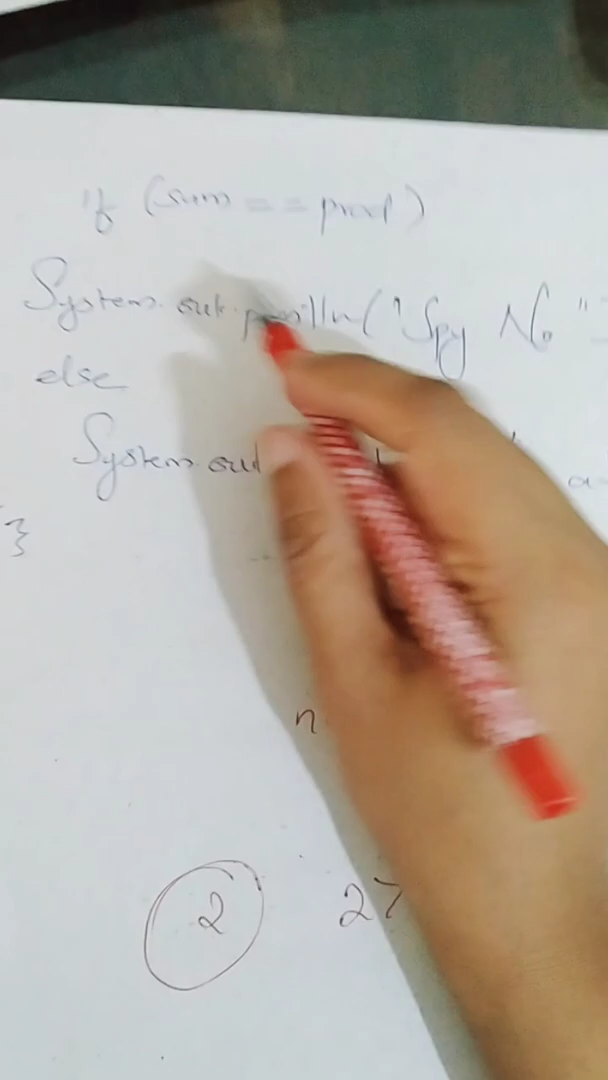 if (sum == prod)
System.out.println("Spy No"
else
System.out
}
n
2 27